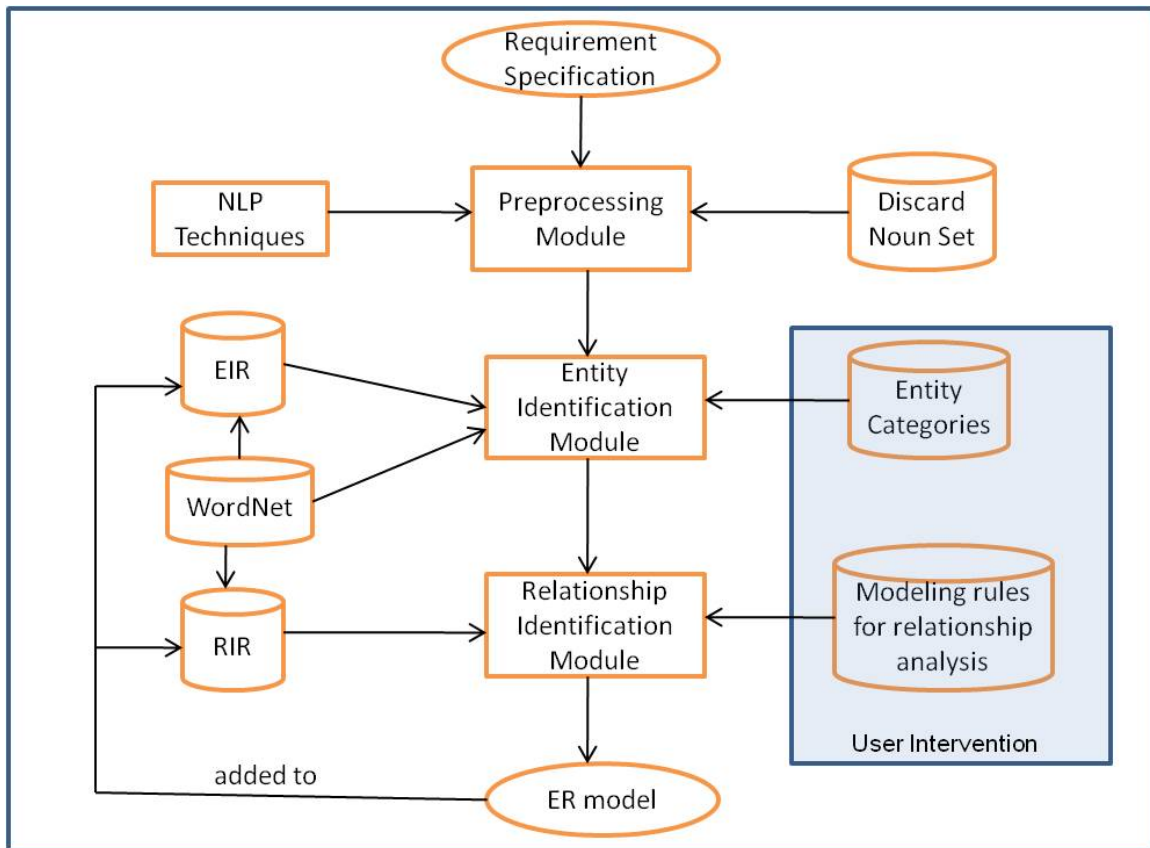 Requirement
Specification
NLP
Techniques
Preprocessing
Module
Discard
Noun Set
EIR
Entity
Identification
Module
Entity
Categories
WordNet
RIR
Relationship
Identification
Module
Modeling rules
for relationship
analysis
User Intervention
added to
ER model